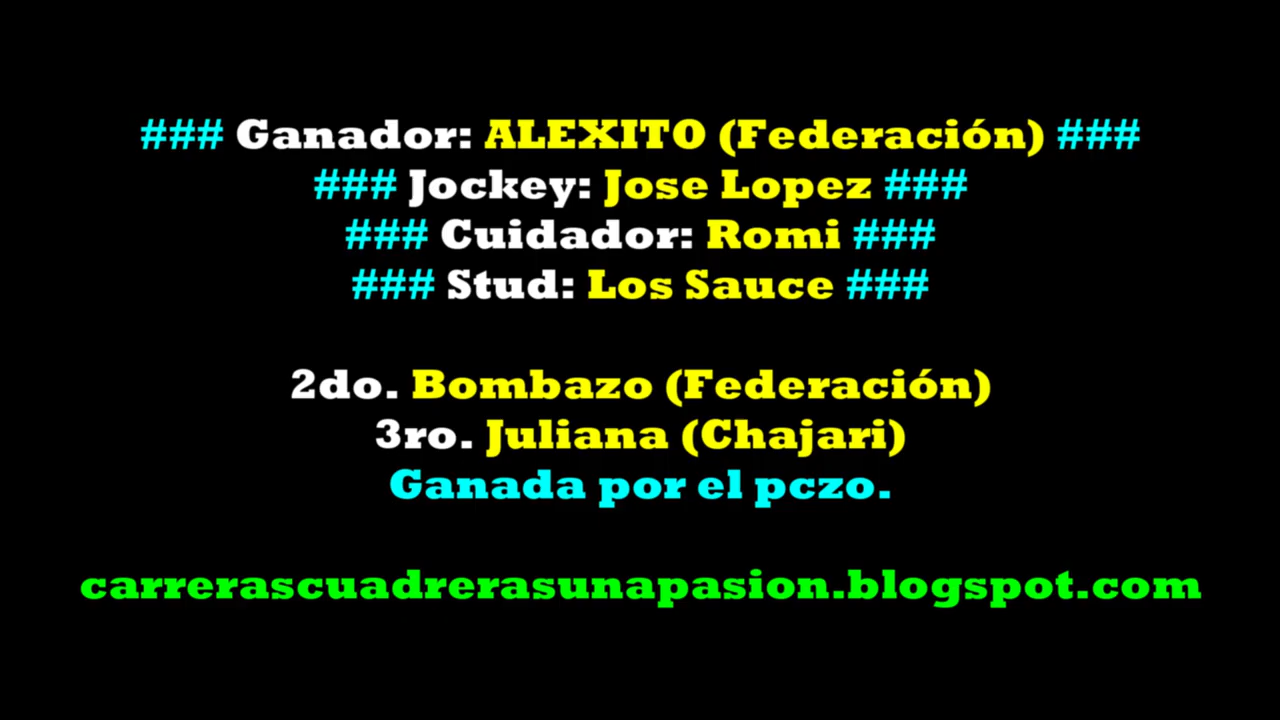 ### Ganador: ALEXITO (Federación) ###
### Jockey: Jose Lopez ###
### Cuidador: Romi ###
### Stud: Los Sauce ###
2do. Bombazo (Federación)
3ro. Juliana (Chajari)
Ganada por el pczo.
carrerascuadrerasunapasion.blogspot.com